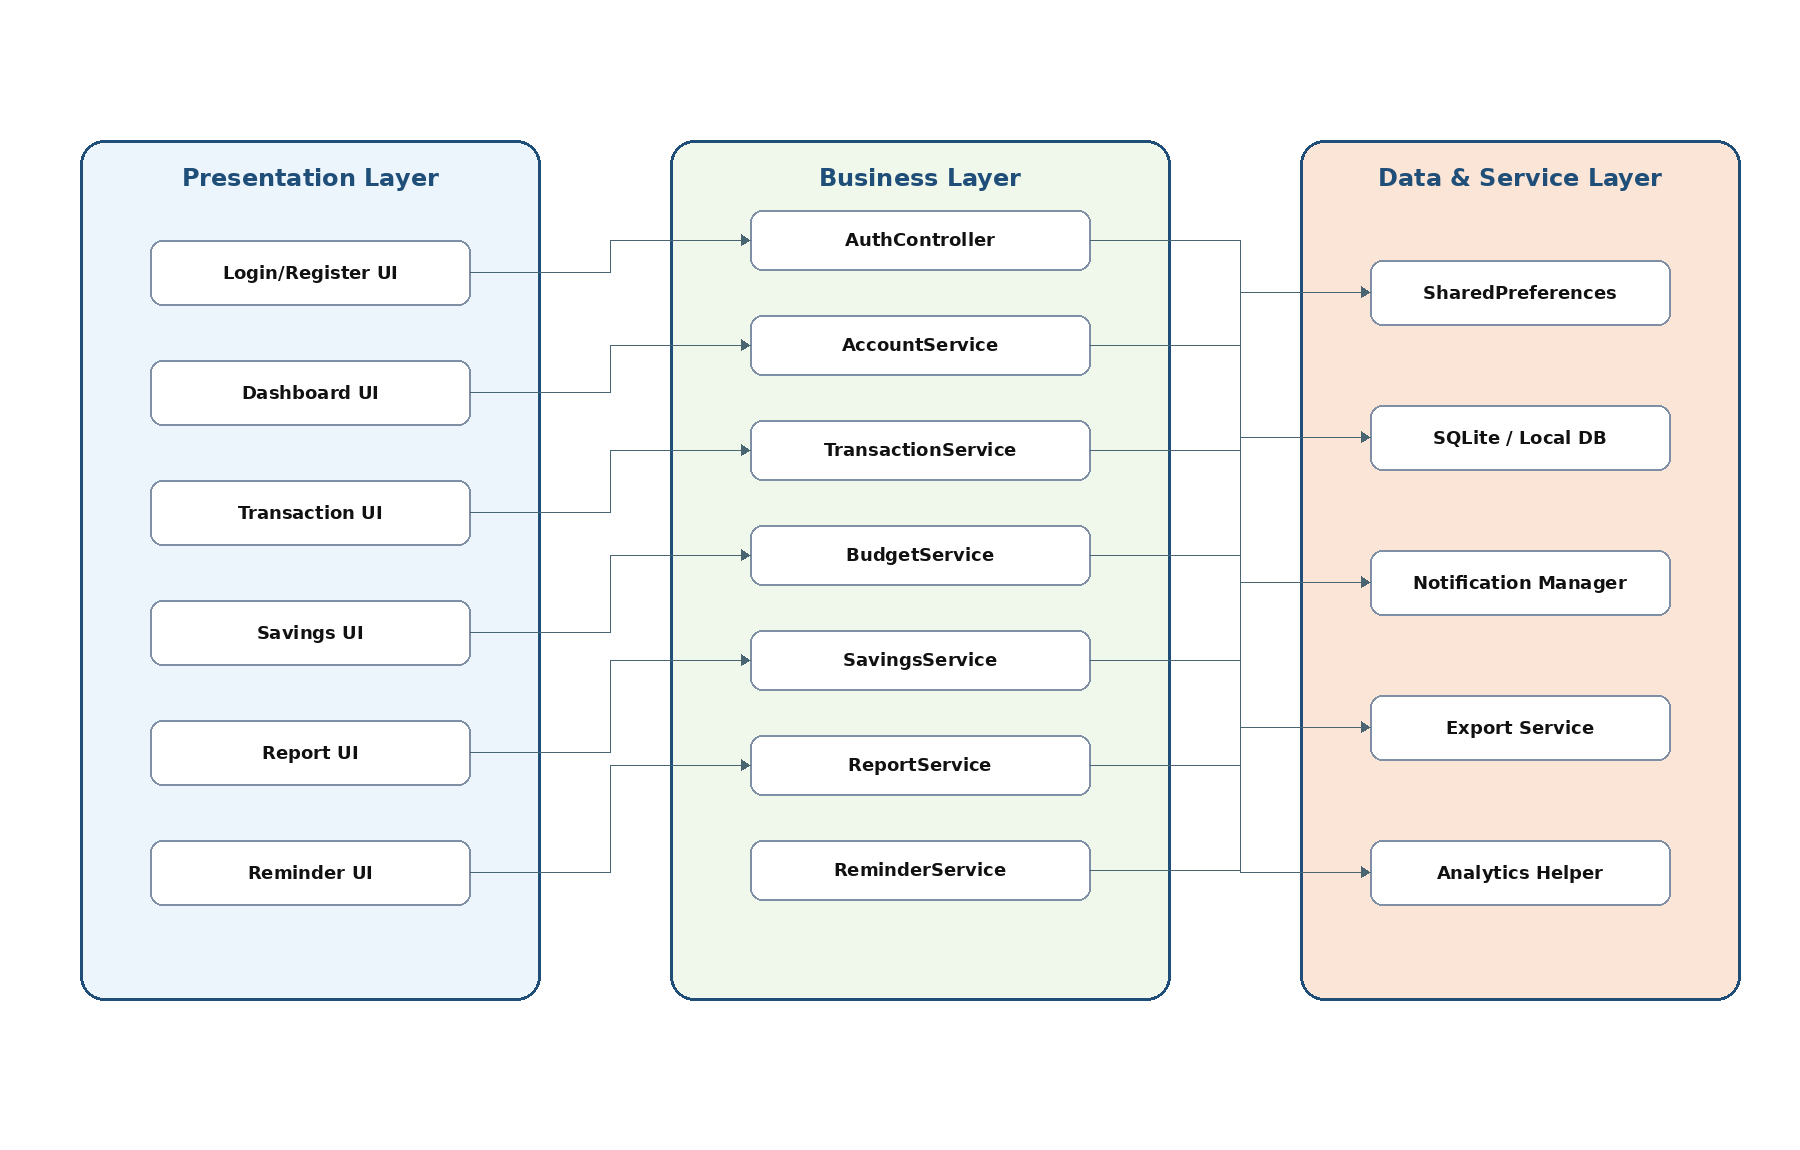 Presentation Layer
Login/Register UI
Dashboard UI
Transaction UI
Savings UI
Report UI
Reminder UI
Business Layer
AuthController
AccountService
TransactionService
BudgetService
SavingsService
ReportService
ReminderService
Data & Service Layer
SharedPreferences
SQLite / Local DB
Notification Manager
Export Service
Analytics Helper